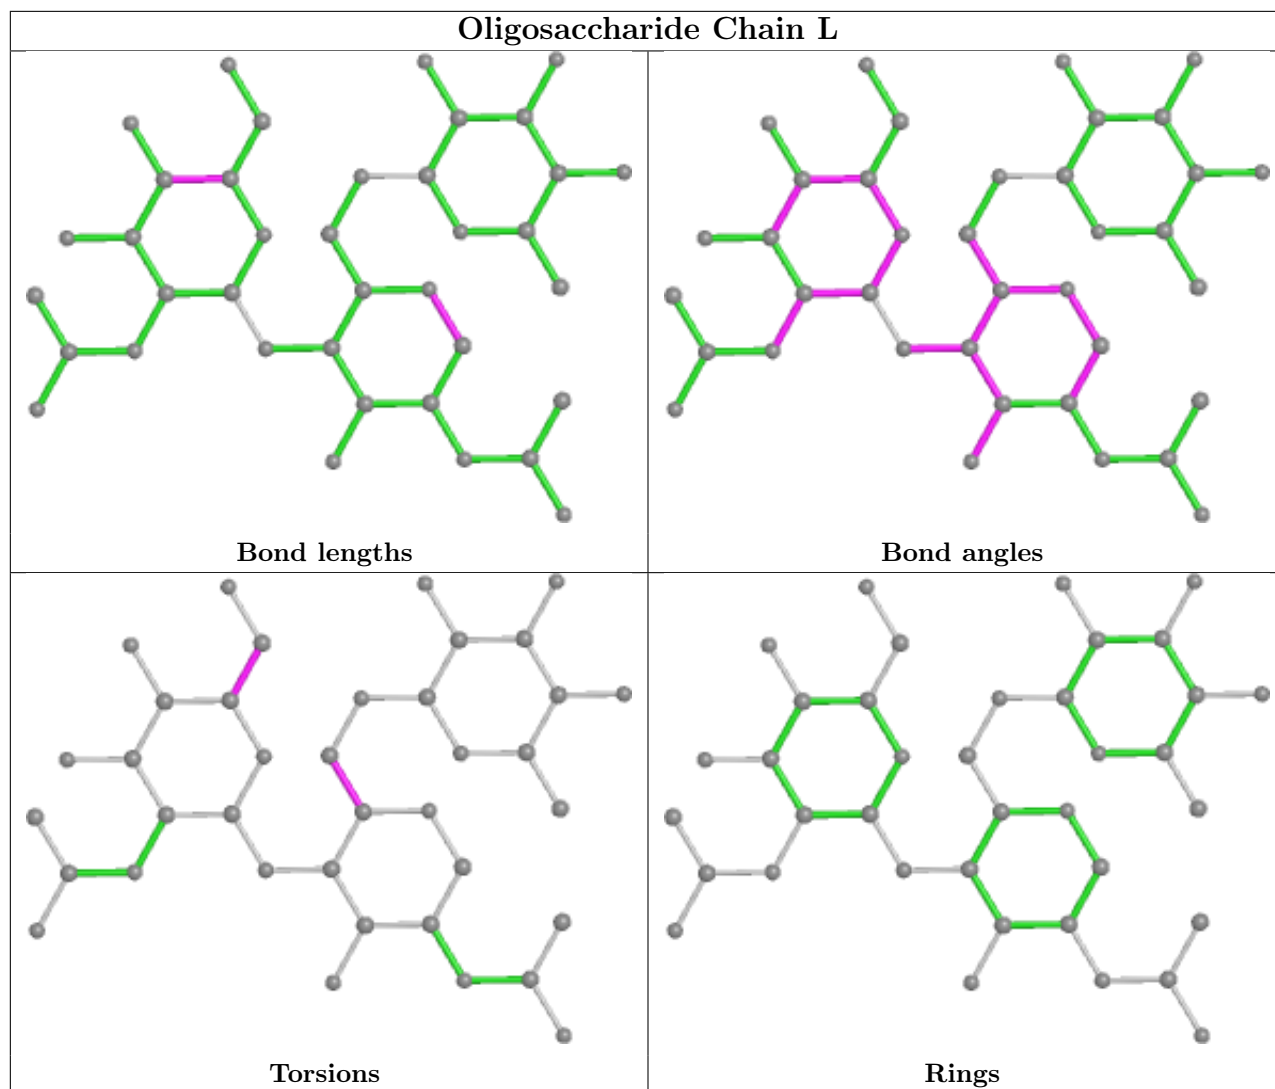 Oligosaccharide Chain L
Bond lengths
Bond angles
Torsions
Rings